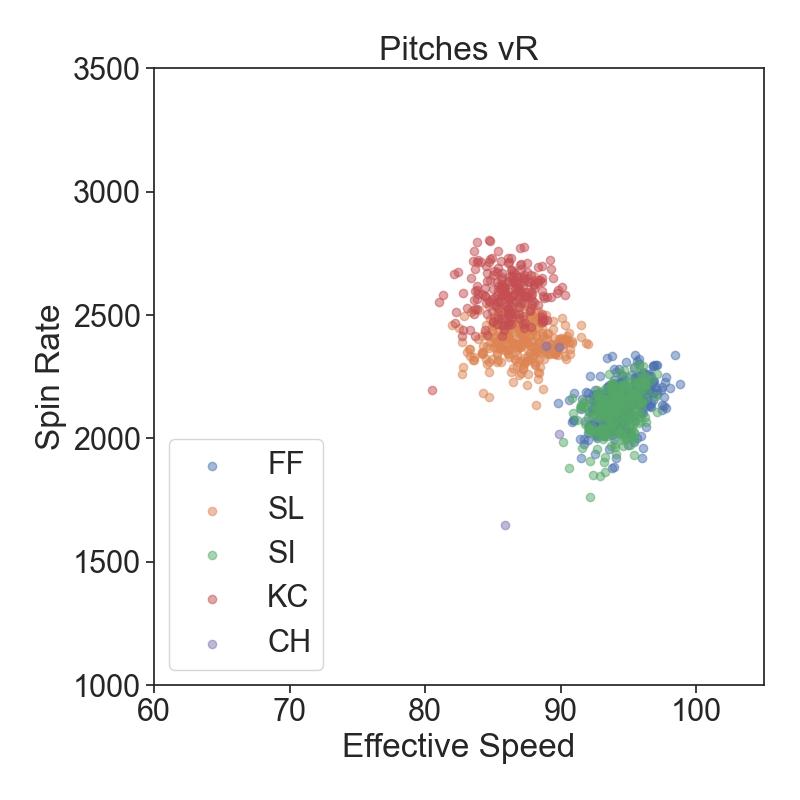 Pitches vR
3500
3000
2500
2000
1500
1000
Spin Rate
FF
SL
SI
KC
CH
60 70 80 90 100
Effective Speed